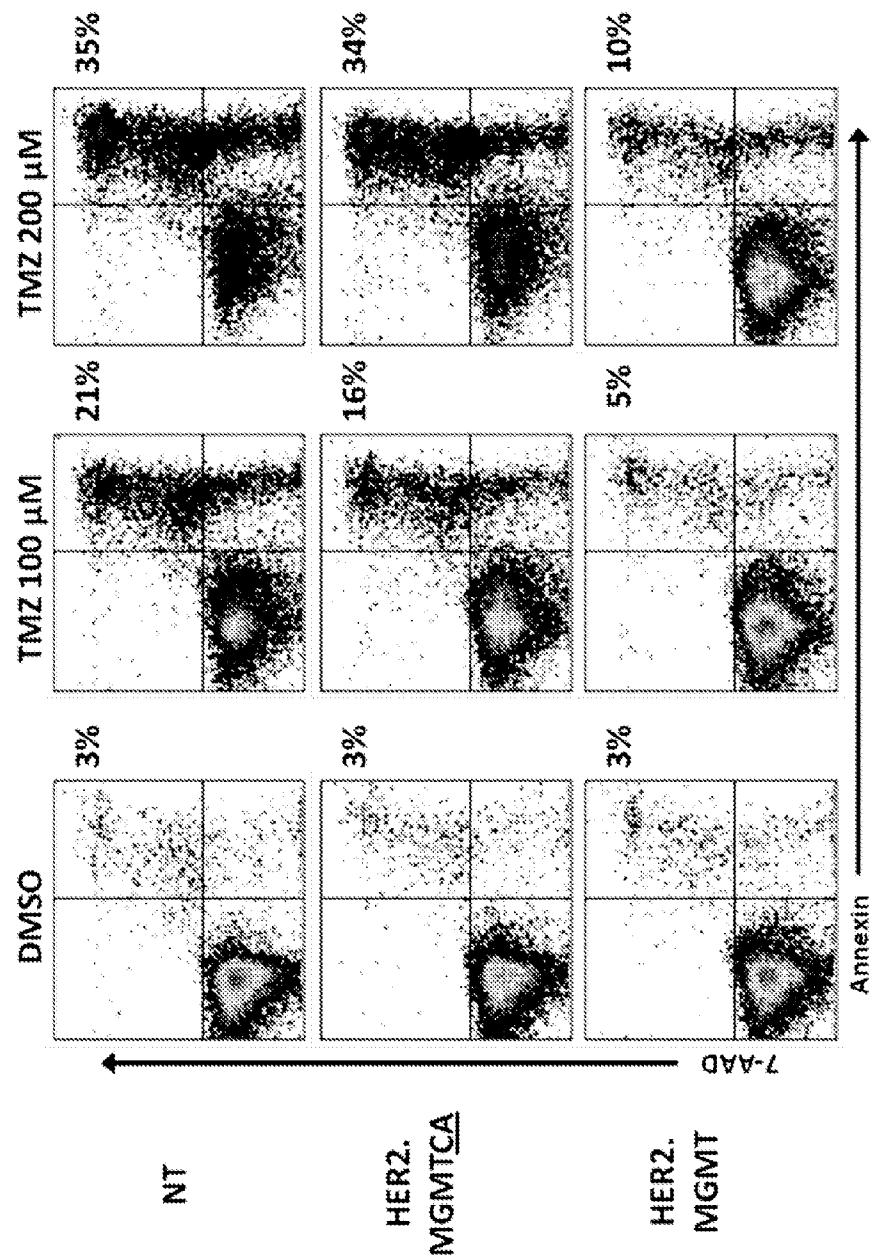 DMSO
TMZ 100 µM
TMZ 200 µM
NT
3%
21%
35%
HER2.
MGMTCA
3%
16%
34%
HER2.
MGMT
3%
5%
10%
7-AAD
Annexin